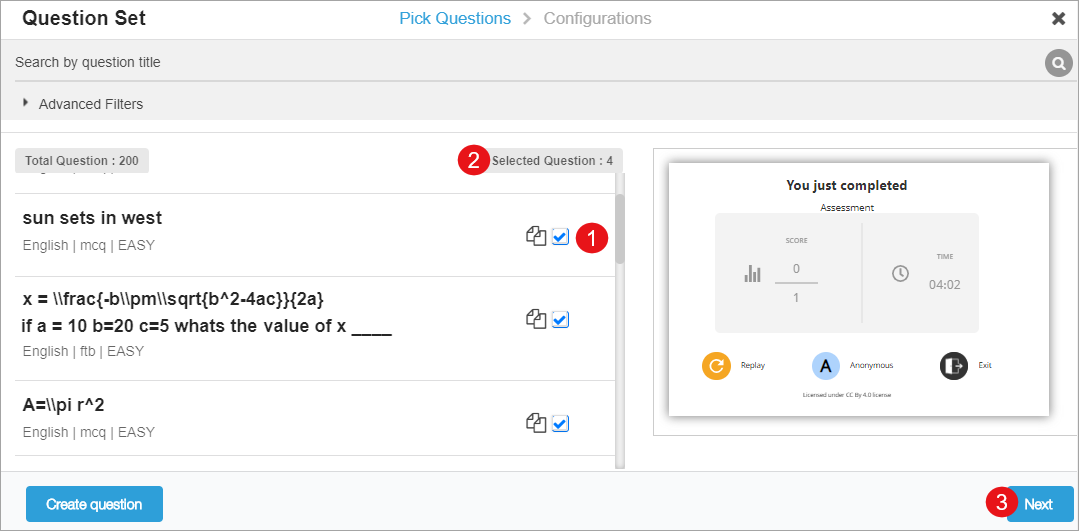 Question Set
Pick Questions > Configurations
Search by question title
Advanced Filters
Total Question : 200
2 Selected Question : 4
sun sets in west
English | mcq | EASY
1
x = \\frac{-b\\pm\\sqrt{b^2-4ac}}{2a}
if a = 10 b=20 c=5 whats the value of x ____
English | ftb | EASY
A=\\pi r^2
English | mcq | EASY
You just completed
Assessment
SCORE
0
1
TIME
04:02
Replay
A Anonymous
Exit
Licensed under CC By 4.0 license
Create question
3 Next